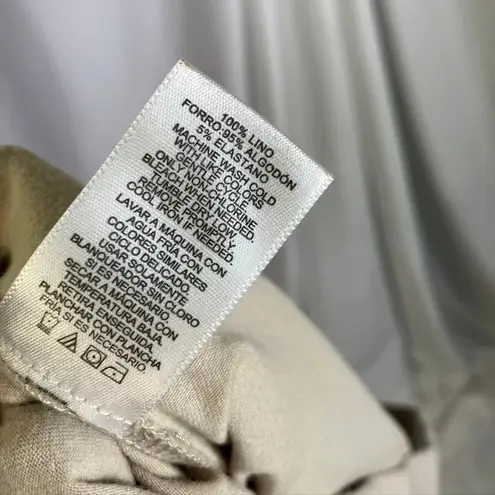 100% LINO
FORRO: 95% ALGODÓN
5% ELASTANO
MACHINE WASH COLD
WITH LIKE COLORS
GENTLE CYCLE
ONLY NON-CHLORINE
BLEACH WHEN NEEDED.
TUMBLE DRY LOW.
REMOVE PROMPTLY.
COOL IRON IF NEEDED.
LAVAR A MÁQUINA CON
AGUA FRÍA CON
COLORES SIMILARES
CICLO DELICADO
USAR SOLAMENTE
BLANQUEADOR SIN CLORO
SI ES NECESARIO
SECAR A MÁQUINA CON
TEMPERATURA BAJA.
RETIRE ENSEGUIDA.
PLANCHAR CON PLANCHA
FRÍA SI ES NECESARIO